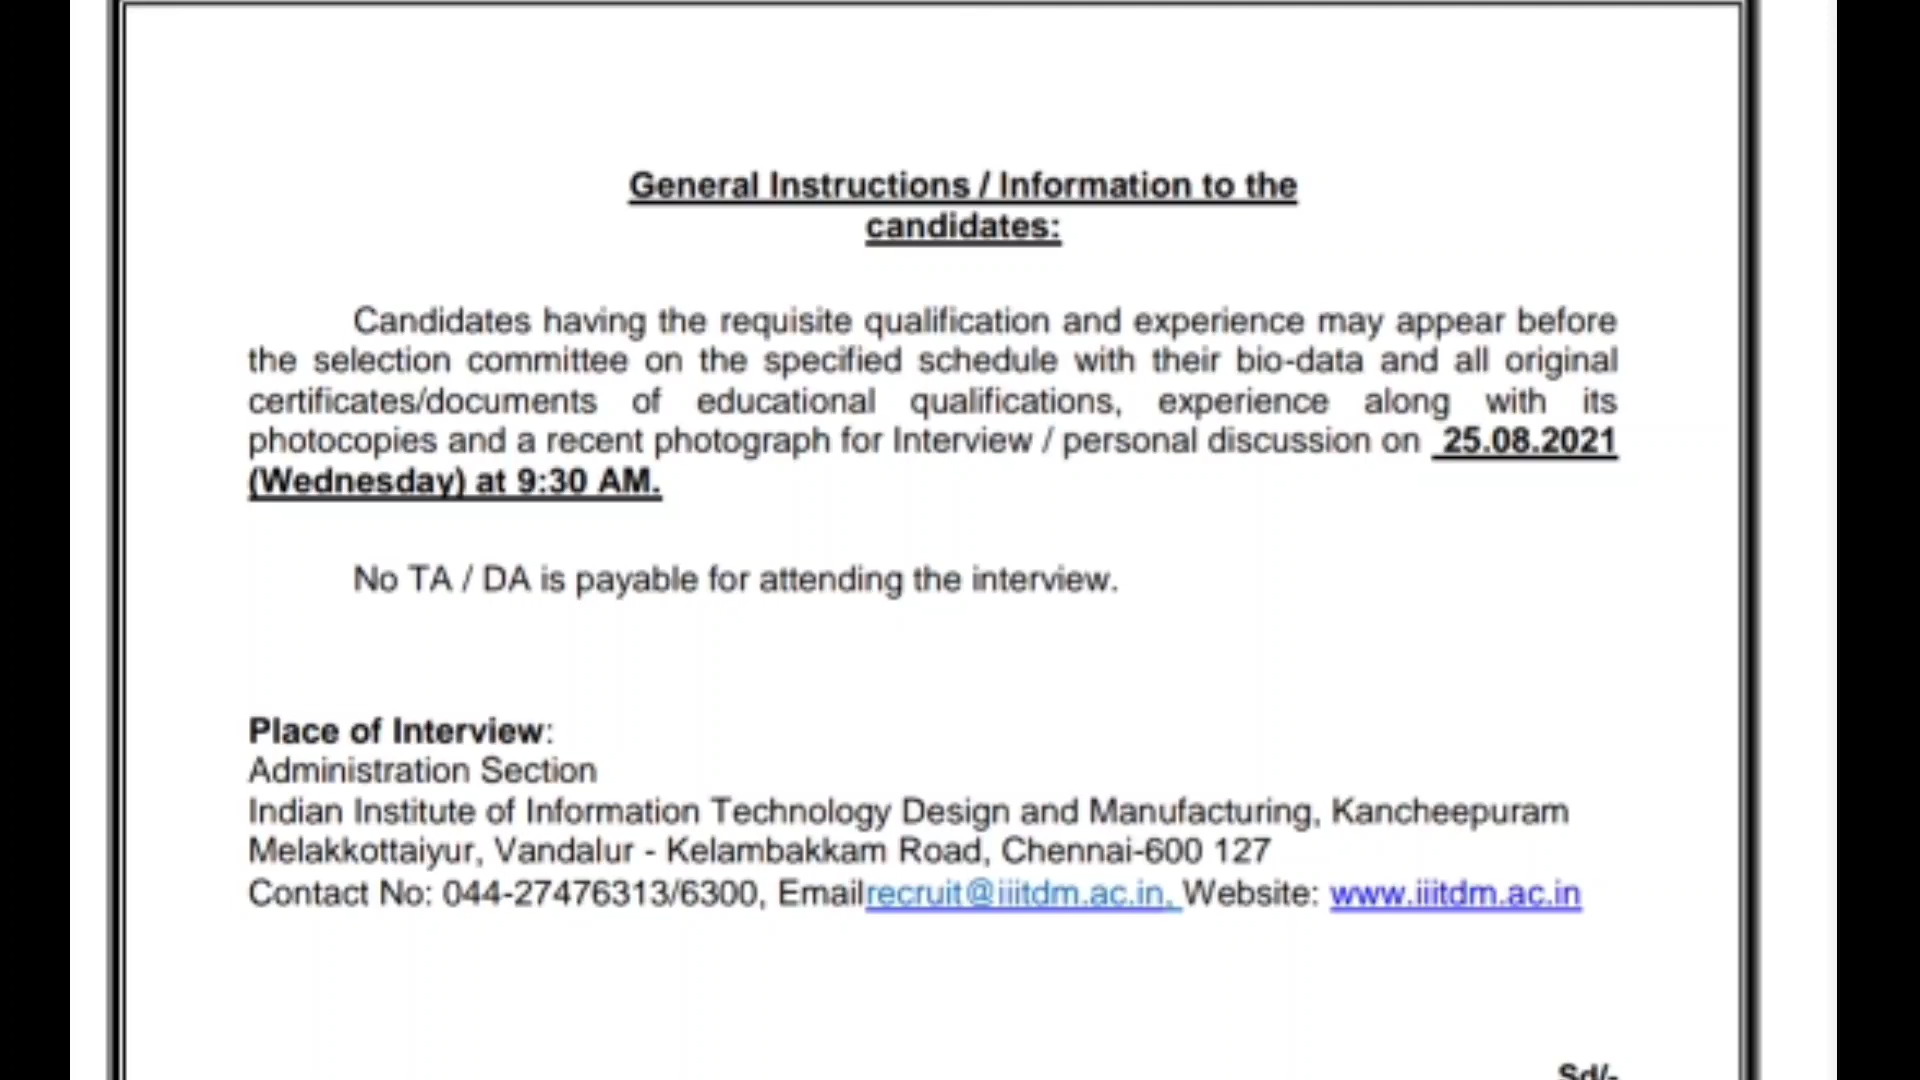 General Instructions / Information to the
candidates:
Candidates having the requisite qualification and experience may appear before
the selection committee on the specified schedule with their bio-data and all original
certificates/documents of educational qualifications, experience along with its
photocopies and a recent photograph for Interview / personal discussion on 25.08.2021
(Wednesday) at 9:30 AM.
No TA / DA is payable for attending the interview.
Place of Interview:
Administration Section
Indian Institute of Information Technology Design and Manufacturing, Kancheepuram
Melakkottaiyur, Vandalur - Kelambakkam Road, Chennai-600 127
Contact No: 044-27476313/6300, Emailrecruit@iiitdm.ac.in, Website: www.iiitdm.ac.in
Sd/-